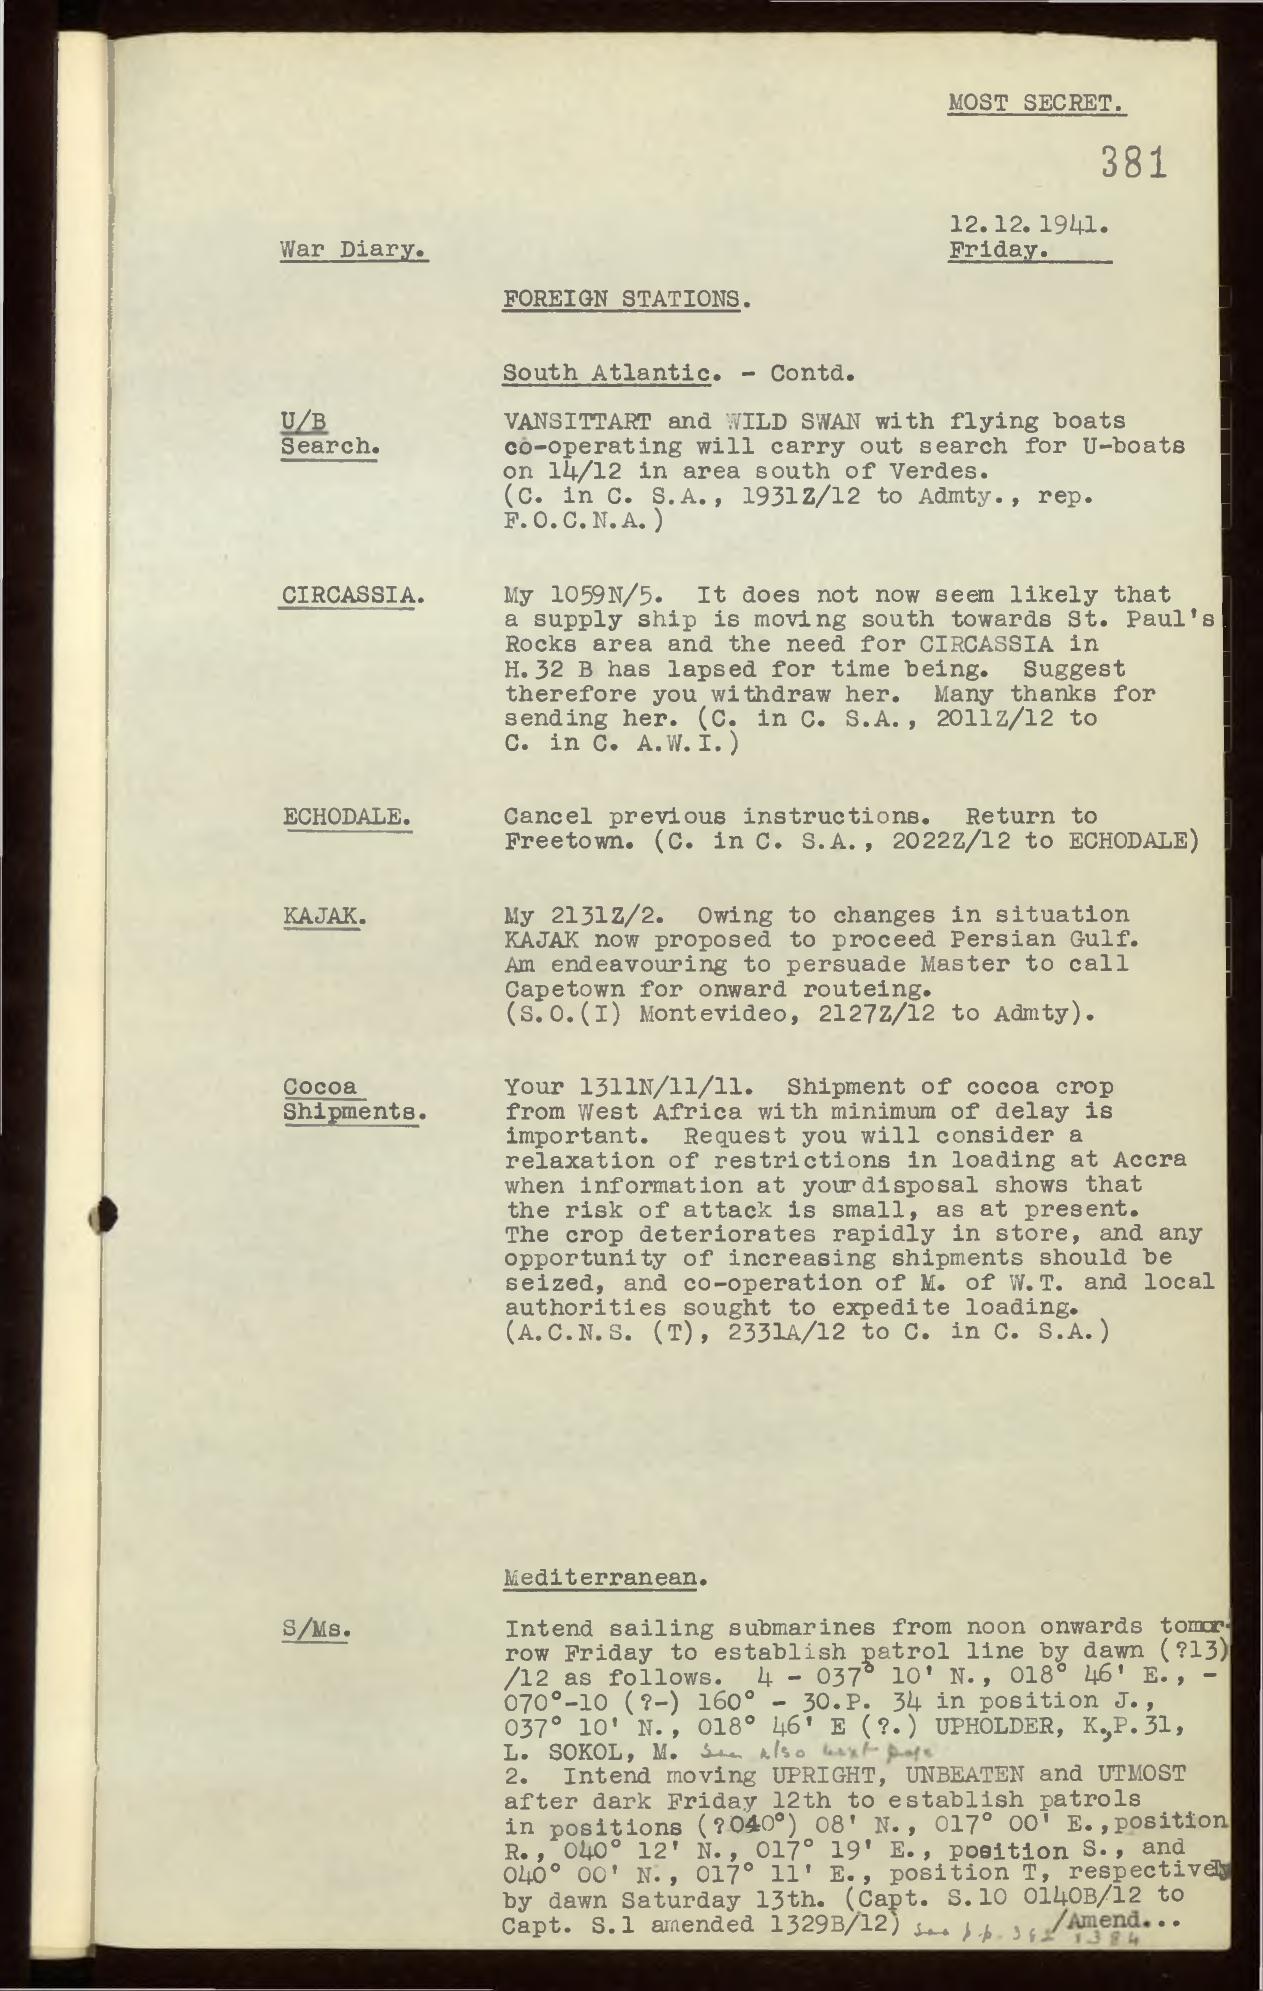 MOST SECRET.
381
12.12.1941.
War Diary.
Friday.
FOREIGN STATIONS.
South Atlantic. - Contd.
U/B
Search.
VANSITTART and WILD SWAN with flying boats
co-operating will carry out search for U-boats
on 14/12 in area south of Verdes.
(C. in C. S.A., 1931Z/12 to Admty., rep.
F.O.C.N.A.)
CIRCASSIA.
My 1059N/5. It does not now seem likely that
a supply ship is moving south towards St. Paul's
Rocks area and the need for CIRCASSIA in
H.32 B has lapsed for time being. Suggest
therefore you withdraw her. Many thanks for
sending her. (C. in C. S.A., 2011Z/12 to
C. in C. A.W.I.)
ECHODALE.
Cancel previous instructions. Return to
Freetown. (C. in C. S.A., 2022Z/12 to ECHODALE)
KAJAK.
My 2131Z/2. Owing to changes in situation
KAJAK now proposed to proceed Persian Gulf.
Am endeavouring to persuade Master to call
Capetown for onward routeing.
(S.O.(I) Montevideo, 2127Z/12 to Admty).
Cocoa
Shipments.
Your 1311N/11/11. Shipment of cocoa crop
from West Africa with minimum of delay is
important. Request you will consider a
relaxation of restrictions in loading at Accra
when information at your disposal shows that
the risk of attack is small, as at present.
The crop deteriorates rapidly in store, and any
opportunity of increasing shipments should be
seized, and co-operation of M. of W.T. and local
authorities sought to expedite loading.
(A.C.N.S. (T), 2331A/12 to C. in C. S.A.)
Mediterranean.
S/Ms.
Intend sailing submarines from noon onwards tomor-
row Friday to establish patrol line by dawn (?13)
/12 as follows. 4 - 037° 10' N., 018° 46' E., -
070°-10 (?-) 160° - 30.P. 34 in position J.,
037° 10' N., 018° 46' E (?.) UPHOLDER, K.,P.31,
L. SOKOL, M. See also next page
2. Intend moving UPRIGHT, UNBEATEN and UTMOST
after dark Friday 12th to establish patrols
in positions (?040°) 08' N., 017° 00' E.,position
R., 040° 12' N., 017° 19' E., position S., and
040° 00' N., 017° 11' E., position T, respectively
by dawn Saturday 13th. (Capt. S.10 0140B/12 to
Capt. S.1 amended 1329B/12) See p.p. /Amend...